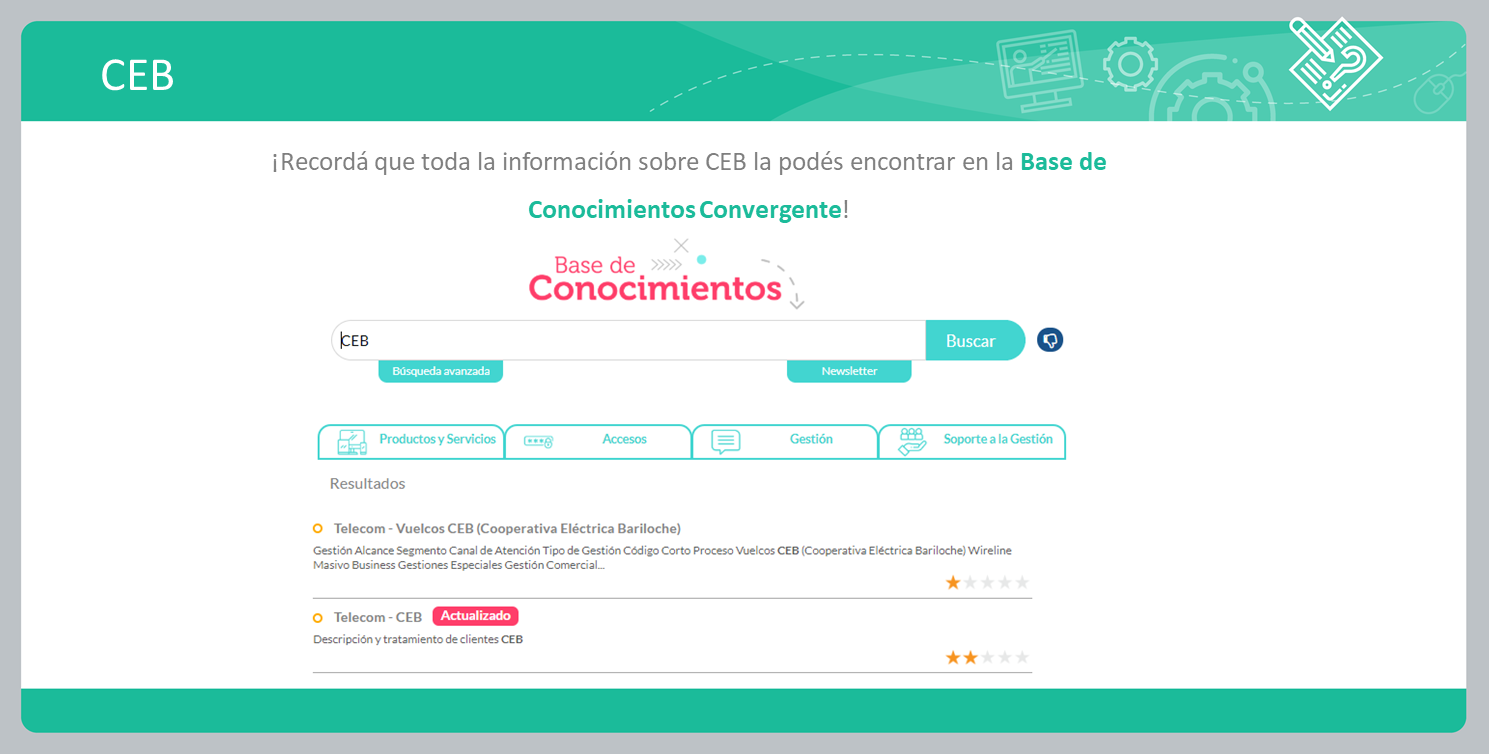 CEB
¡Recordá que toda la información sobre CEB la podés encontrar en la Base de
Conocimientos Convergente!
Base de
Conocimientos
CEB
Buscar
Búsqueda avanzada
Newsletter
Productos y Servicios
Accesos
Gestión
Soporte a la Gestión
Resultados
Telecom - Vuelcos CEB (Cooperativa Eléctrica Bariloche)
Gestión Alcance Segmento Canal de Atención Tipo de Gestión Código Corto Proceso Vuelcos CEB (Cooperativa Eléctrica Bariloche) Wireline
Masivo Business Gestiones Especiales Gestión Comercial...
Telecom - CEB Actualizado
Descripción y tratamiento de clientes CEB